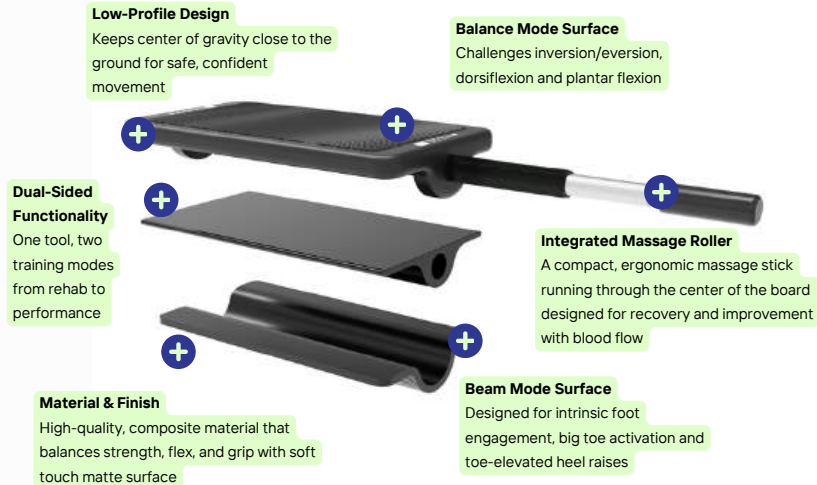 Low-Profile Design
Keeps center of gravity close to the
ground for safe, confident
movement
Balance Mode Surface
Challenges inversion/eversion,
dorsiflexion and plantar flexion
Dual-Sided
Functionality
One tool, two
training modes
from rehab to
performance
Integrated Massage Roller
A compact, ergonomic massage stick
running through the center of the board
designed for recovery and improvement
with blood flow
Material & Finish
High-quality, composite material that
balances strength, flex, and grip with soft
touch matte surface
Beam Mode Surface
Designed for intrinsic foot
engagement, big toe activation and
toe-elevated heel raises